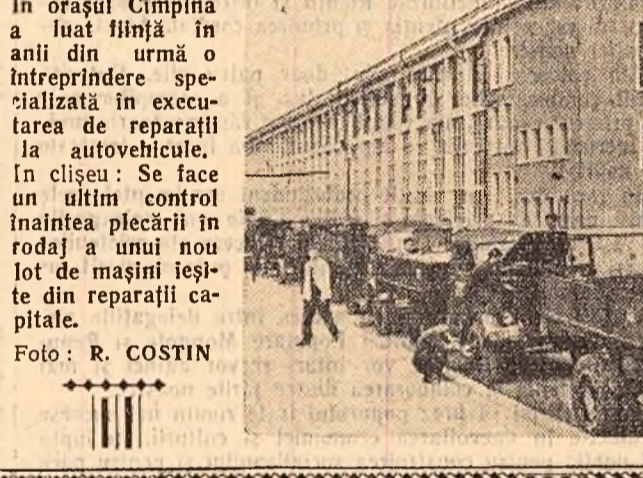 In orașul Cîmpina
a luat ființă în
anii din urmă o
întreprindere spe-
cializată în execu-
tarea de reparații
la autovehicule.
În clișeu : Se face
un ultim control
înaintea plecării în
rodaj a unui nou
lot de mașini ieși-
te din reparații ca-
pitale.
Foto : R. COSTIN